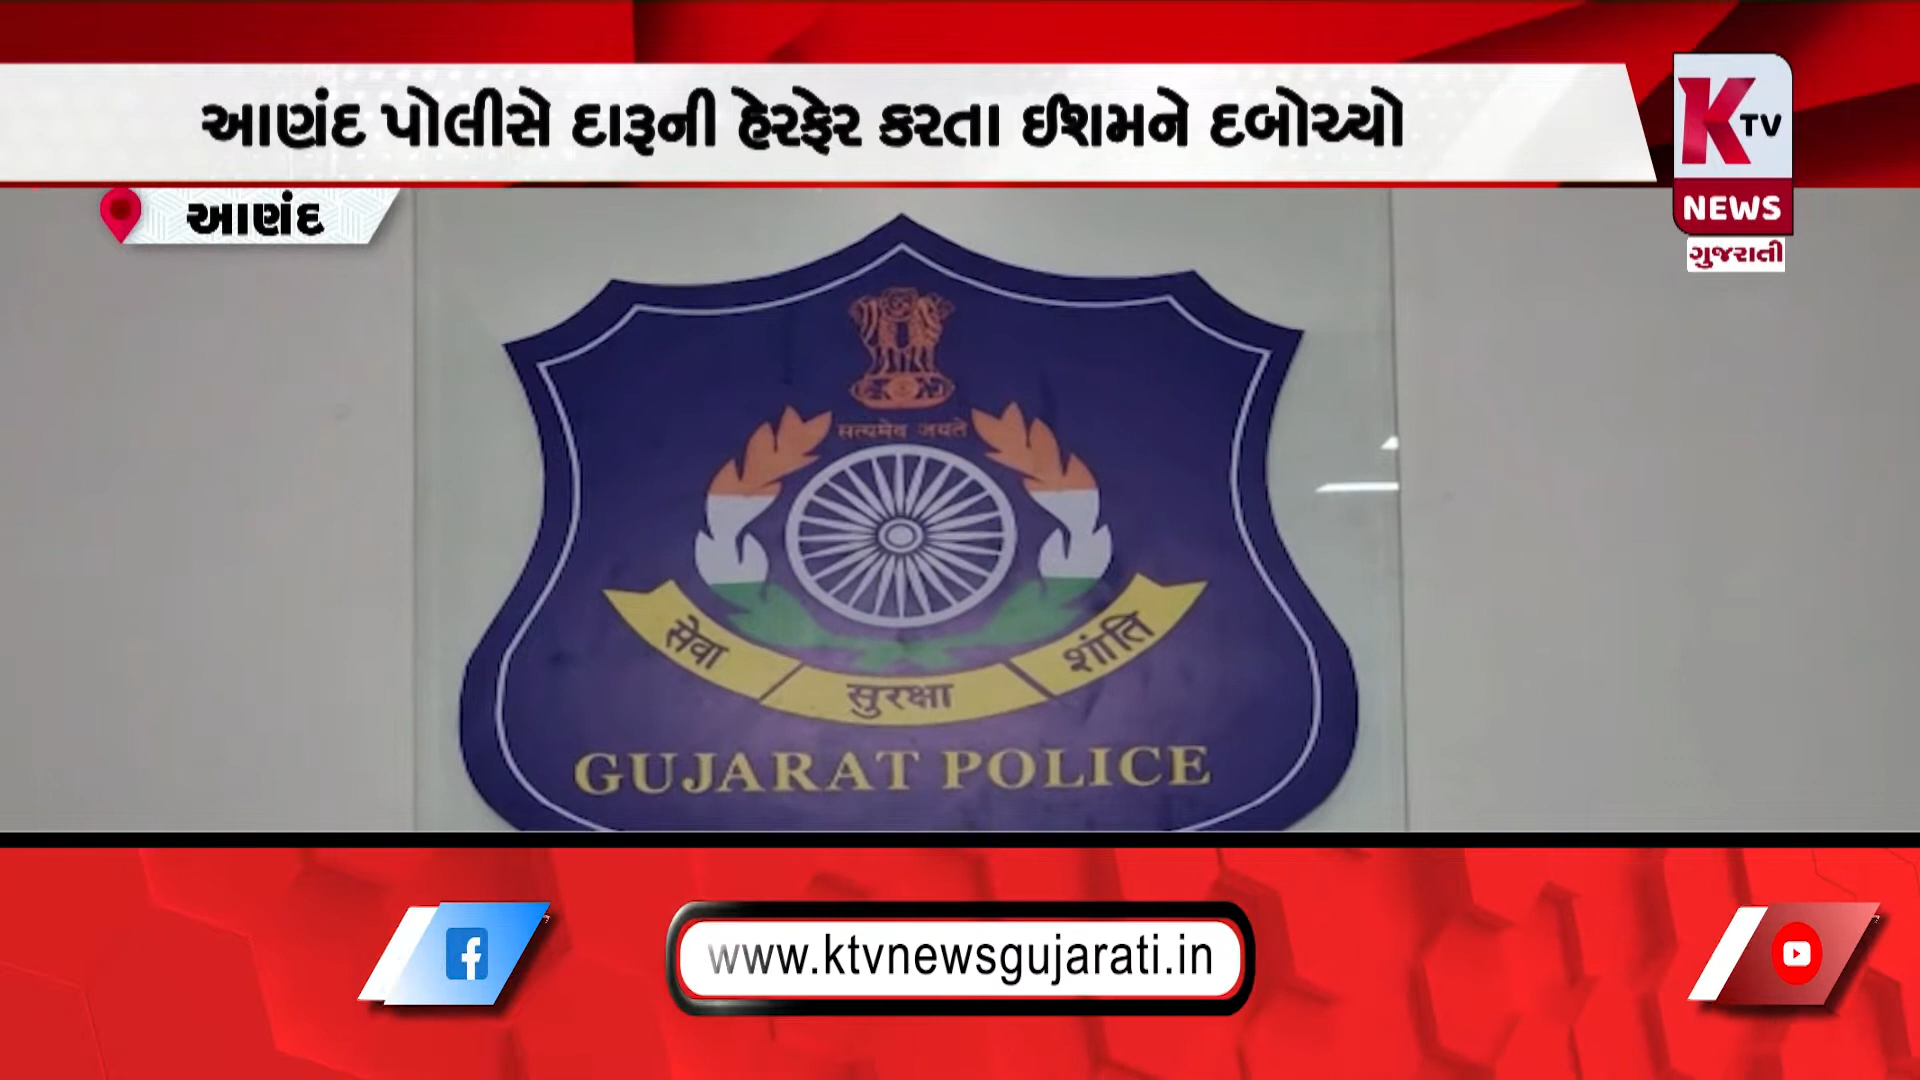 આણંદ પોલીસે દારૂની હેરફેર કરતા ઈશમને દબોચ્યો
K TV
NEWS
ગુજરાતી
આણંદ
सत्यमेव जयते
सेवा
सुरक्षा
शांति
GUJARAT POLICE
www.ktvnewsgujarati.in